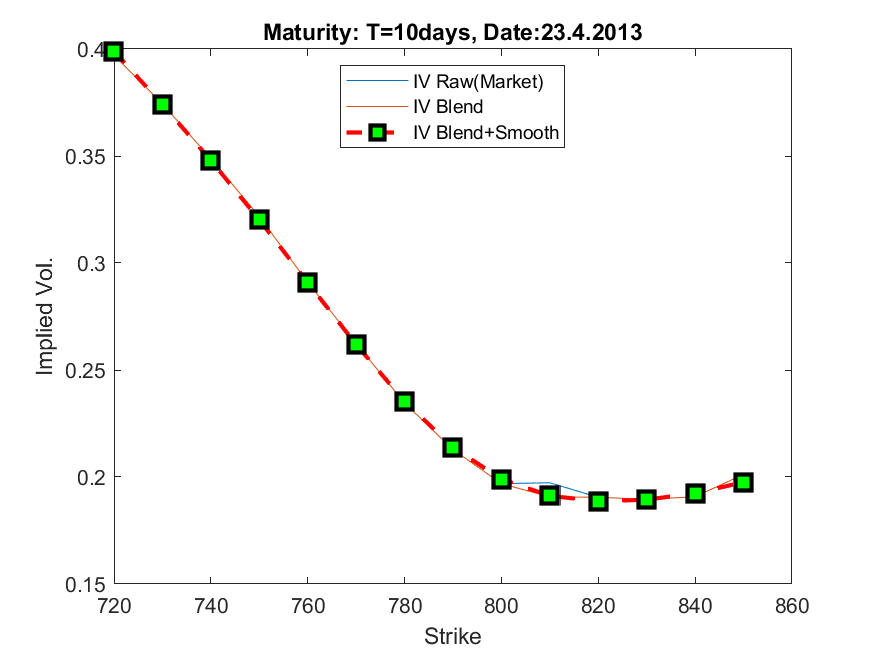 Maturity: T=10days, Date:23.4.2013
0.4
IV Raw(Market)
IV Blend
IV Blend+Smooth
0.35
0.3
0.25
0.2
0.15
Implied Vol.
720 740 760 780 800 820 840 860
Strike